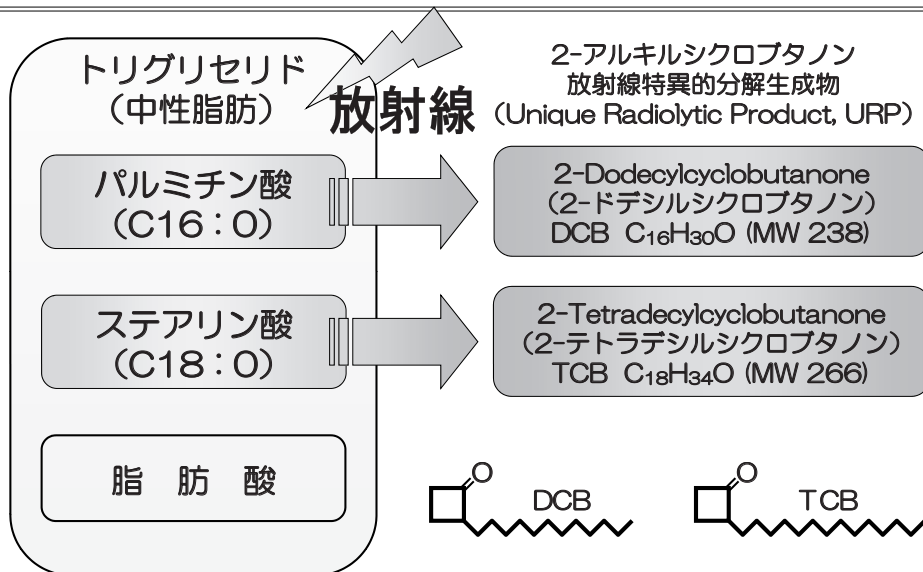 トリグリセリド
（中性脂肪）
放射線
2-アルキルシクロブタノン
放射線特異的分解生成物
(Unique Radiolytic Product, URP)
パルミチン酸
（C16：0）
2-Dodecylcyclobutanone
（2-ドデシルシクロブタノン）
DCB C₁₆H₃₀O (MW 238)
ステアリン酸
（C18：0）
2-Tetradecylcyclobutanone
（2-テトラデシルシクロブタノン）
TCB C₁₈H₃₄O (MW 266)
脂 肪 酸
O
DCB
O
TCB